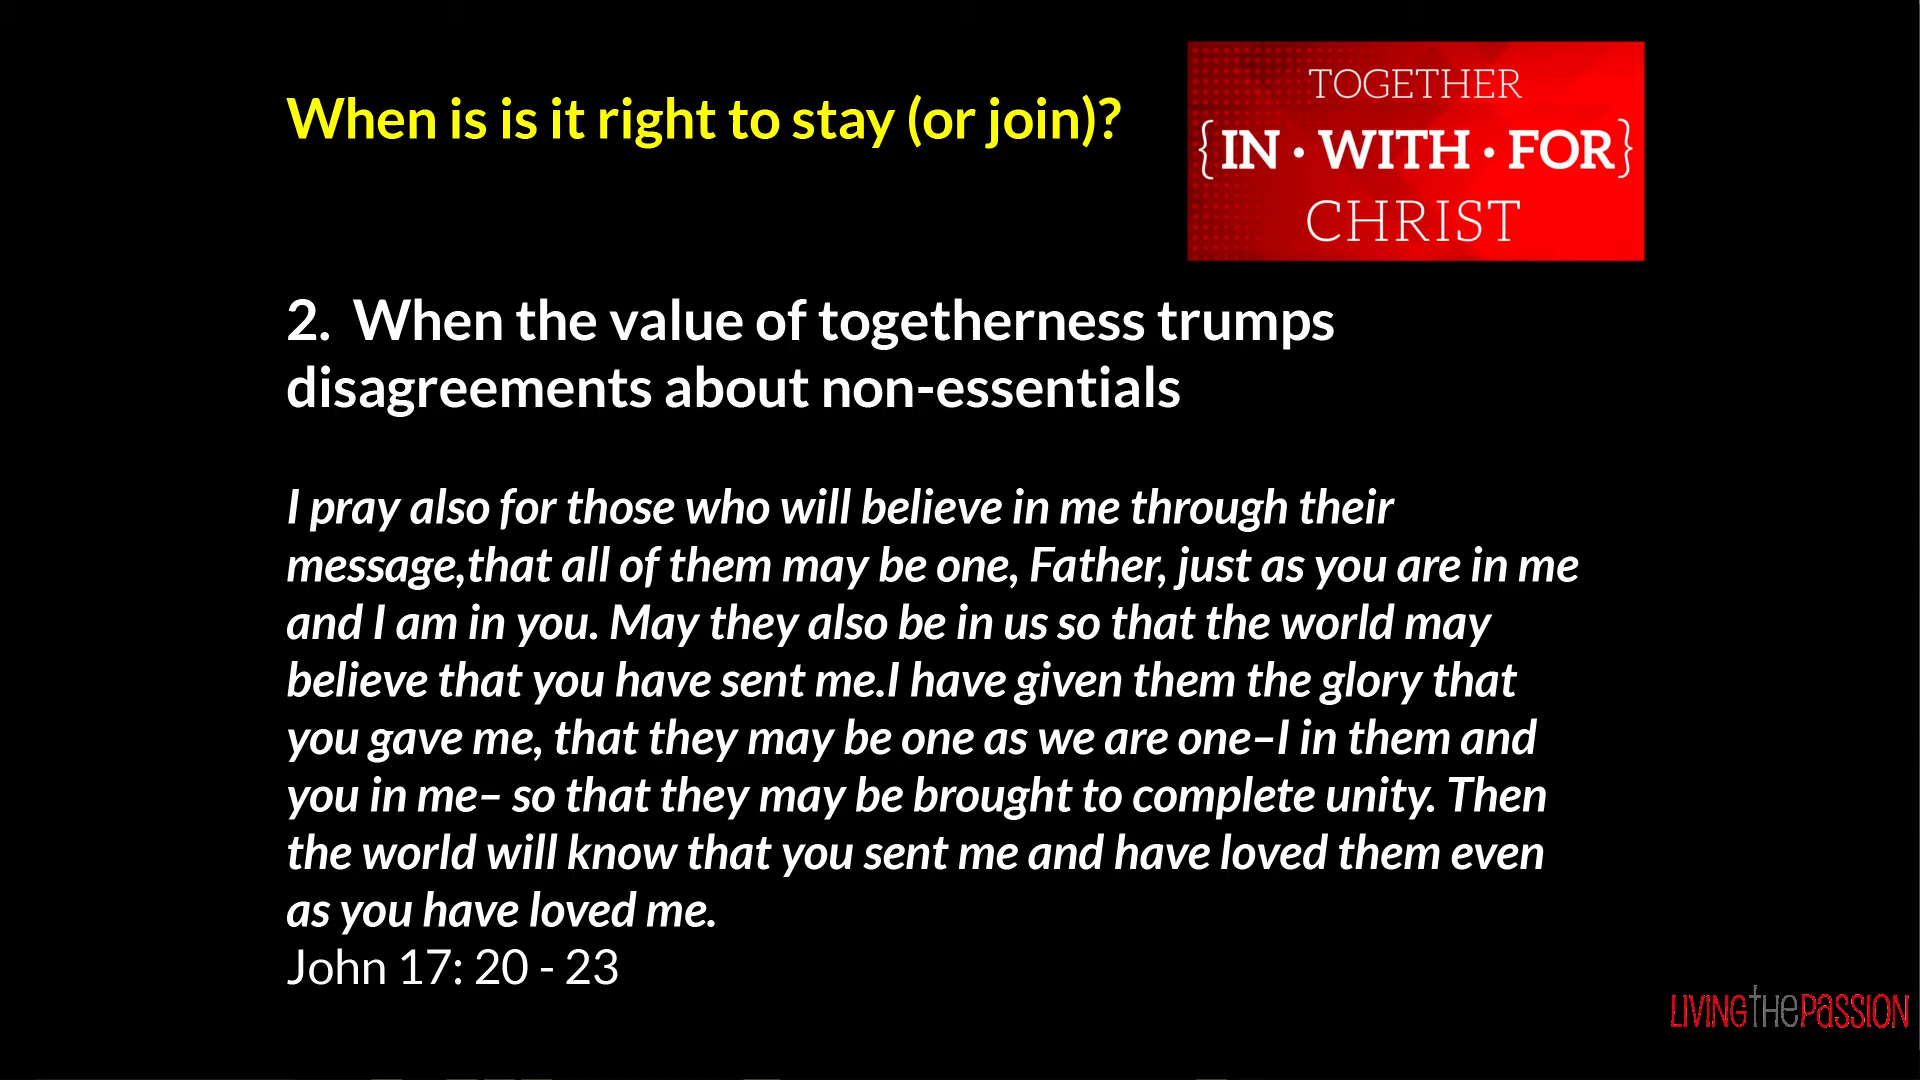 When is is it right to stay (or join)?
TOGETHER
{IN · WITH · FOR}
CHRIST
2. When the value of togetherness trumps
disagreements about non-essentials
I pray also for those who will believe in me through their
message,that all of them may be one, Father, just as you are in me
and I am in you. May they also be in us so that the world may
believe that you have sent me.I have given them the glory that
you gave me, that they may be one as we are one–I in them and
you in me– so that they may be brought to complete unity. Then
the world will know that you sent me and have loved them even
as you have loved me.
John 17: 20 - 23
LIVINGthePaSSION